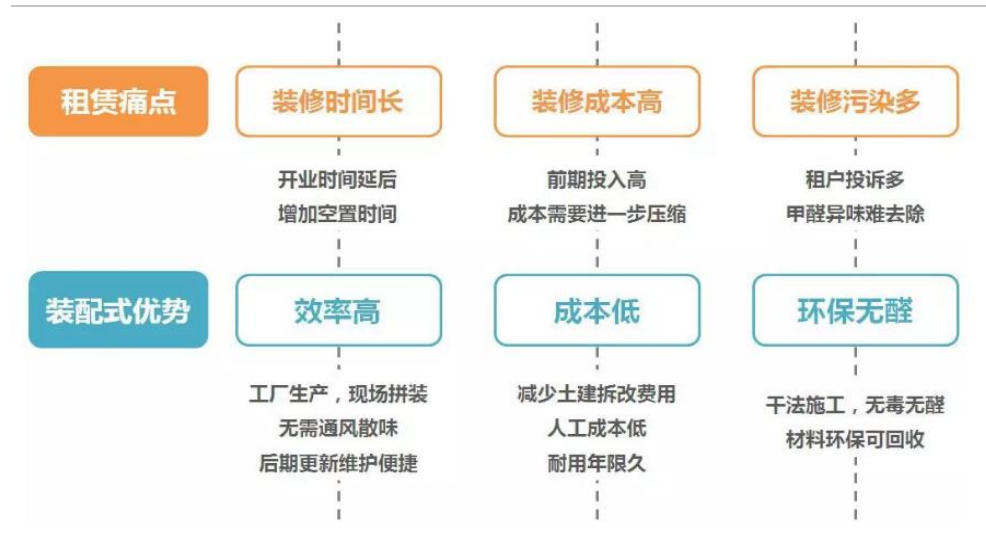 租赁痛点
装修时间长
装修成本高
装修污染多
开业时间延后
增加空置时间
前期投入高
成本需要进一步压缩
租户投诉多
甲醛异味难去除
装配式优势
效率高
成本低
环保无醛
工厂生产，现场拼装
无需通风散味
后期更新维护便捷
减少土建拆改费用
人工成本低
耐用年限久
干法施工，无毒无醛
材料环保可回收